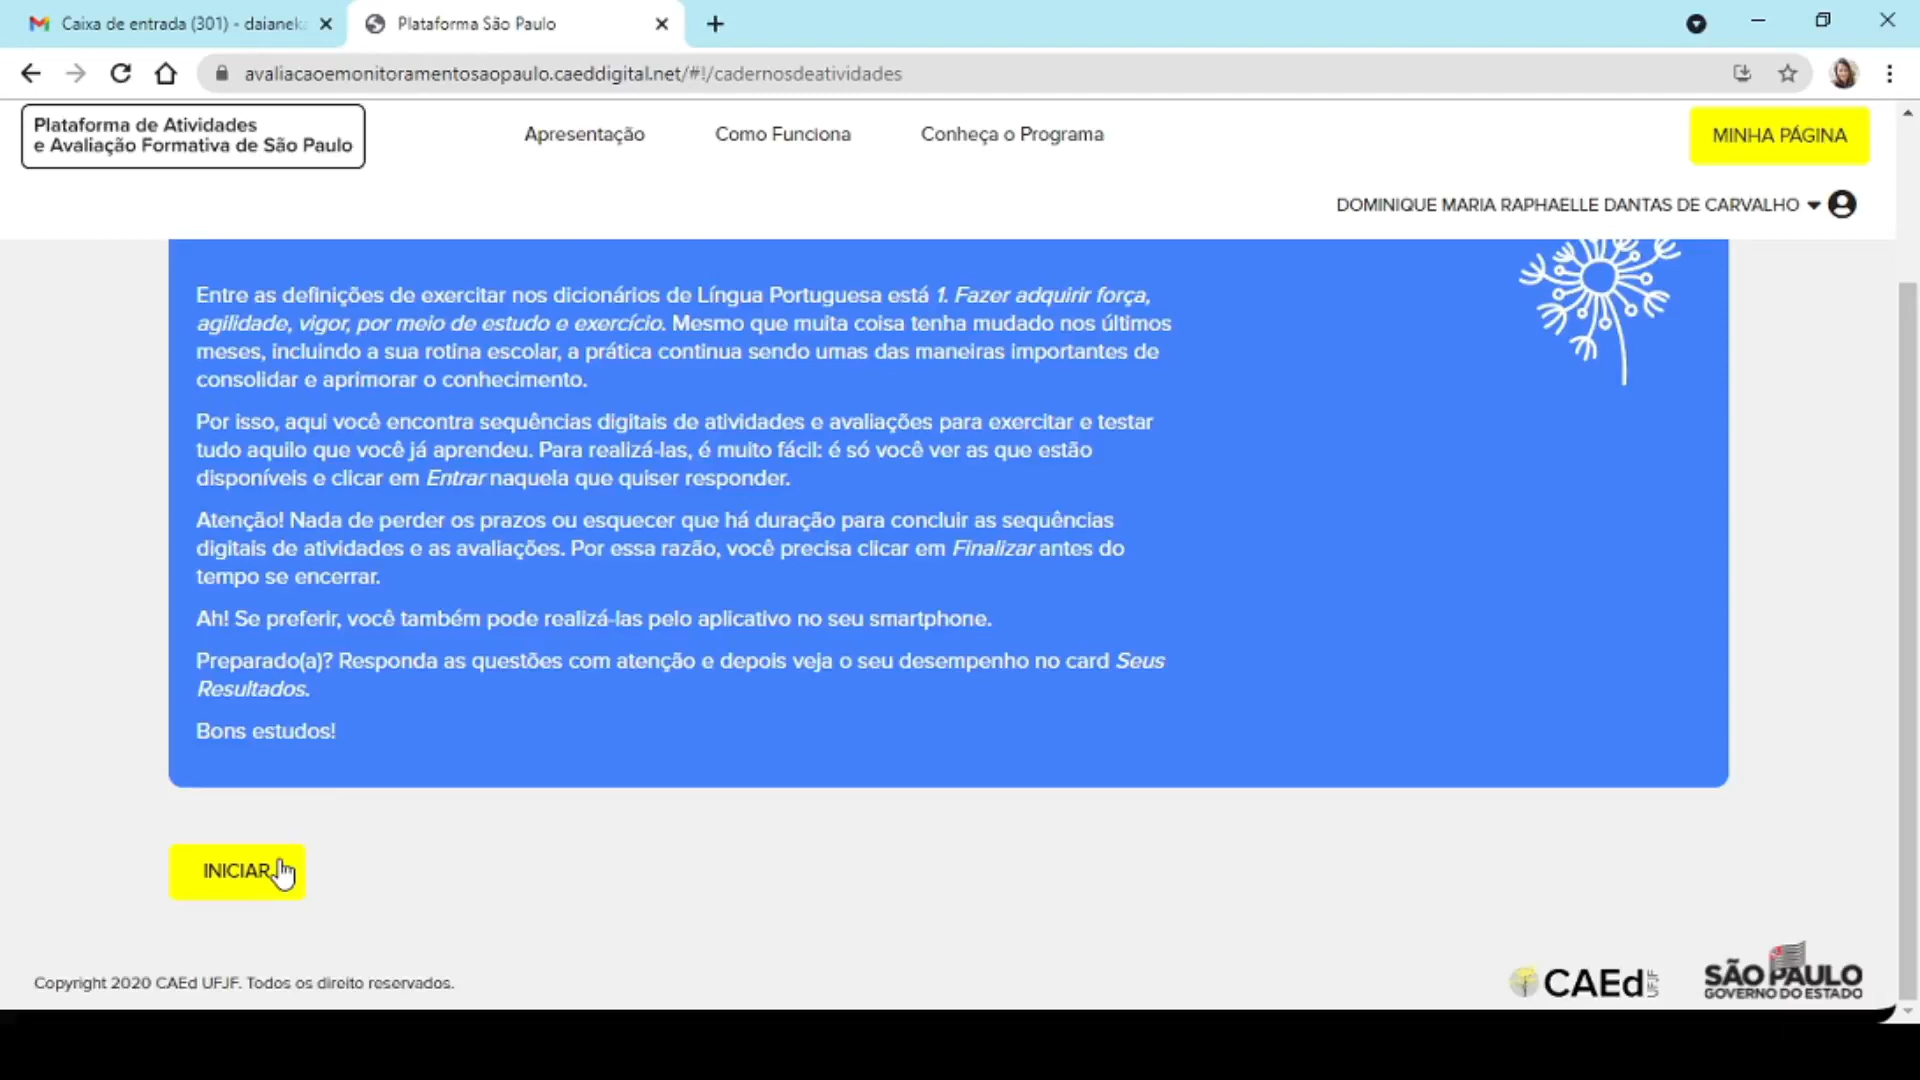 Caixa de entrada (301) - daianek
Plataforma São Paulo
avaliacaoemonitoramentosaopaulo.caeddigital.net/#!/cadernosdeatividades
Plataforma de Atividades
e Avaliação Formativa de São Paulo
Apresentação
Como Funciona
Conheça o Programa
MINHA PÁGINA
DOMINIQUE MARIA RAPHAELLE DANTAS DE CARVALHO
Entre as definições de exercitar nos dicionários de Língua Portuguesa está 1. Fazer adquirir força,
agilidade, vigor, por meio de estudo e exercício. Mesmo que muita coisa tenha mudado nos últimos
meses, incluindo a sua rotina escolar, a prática continua sendo umas das maneiras importantes de
consolidar e aprimorar o conhecimento.
Por isso, aqui você encontra sequências digitais de atividades e avaliações para exercitar e testar
tudo aquilo que você já aprendeu. Para realizá-las, é muito fácil: é só você ver as que estão
disponíveis e clicar em Entrar naquela que quiser responder.
Atenção! Nada de perder os prazos ou esquecer que há duração para concluir as sequências
digitais de atividades e as avaliações. Por essa razão, você precisa clicar em Finalizar antes do
tempo se encerrar.
Ah! Se preferir, você também pode realizá-las pelo aplicativo no seu smartphone.
Preparado(a)? Responda as questões com atenção e depois veja o seu desempenho no card Seus
Resultados.
Bons estudos!
INICIAR
Copyright 2020 CAEd UFJF. Todos os direito reservados.
CAEd UFJF
SÃO PAULO
GOVERNO DO ESTADO